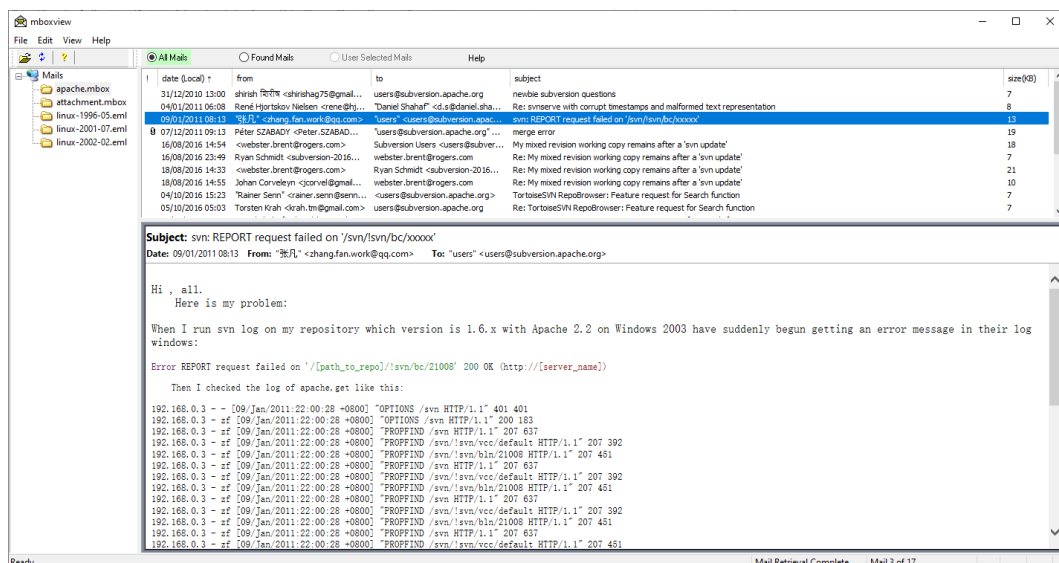 mboxview
File Edit View Help
All Mails Found Mails User Selected Mails Help
Mails
apache.mbox
attachment.mbox
linux-1996-05.eml
linux-2001-07.eml
linux-2002-02.eml
! date (Local) ↑ from to subject size(KB)
31/12/2010 13:00 shirish शिरीष <shirishag75@gmail... users@subversion.apache.org newbie subversion questions 7
04/01/2011 06:08 René Hjortskov Nielsen <rene@hj... "Daniel Shahaf" <d.s@daniel.sha... Re: svnserve with corrupt timestamps and malformed text representation 8
09/01/2011 08:13 "张凡" <zhang.fan.work@qq.com> "users" <users@subversion.apac... svn: REPORT request failed on '/svn/!svn/bc/xxxxx' 13
07/12/2011 09:13 Péter SZABADY <Peter.SZABAD... "users@subversion.apache.org" ... merge error 19
16/08/2016 14:54 <webster.brent@rogers.com> Subversion Users <users@subver... My mixed revision working copy remains after a 'svn update' 18
16/08/2016 23:49 Ryan Schmidt <subversion-2016... webster.brent@rogers.com Re: My mixed revision working copy remains after a 'svn update' 7
18/08/2016 14:33 <webster.brent@rogers.com> Ryan Schmidt <subversion-2016... Re: My mixed revision working copy remains after a 'svn update' 21
18/08/2016 14:55 Johan Corveleyn <jcorvel@gmail... webster.brent@rogers.com Re: My mixed revision working copy remains after a 'svn update' 10
04/10/2016 15:23 "Rainer Senn" <rainer.senn@senn... <users@subversion.apache.org> TortoiseSVN RepoBrowser: Feature request for Search function 7
05/10/2016 05:03 Torsten Krah <krah.tm@gmail.com> users@subversion.apache.org Re: TortoiseSVN RepoBrowser: Feature request for Search function 7
Subject: svn: REPORT request failed on '/svn/!svn/bc/xxxxx'
Date: 09/01/2011 08:13 From: "张凡" <zhang.fan.work@qq.com> To: "users" <users@subversion.apache.org>
Hi , all.
Here is my problem:
When I run svn log on my repository which version is 1.6.x with Apache 2.2 on Windows 2003 have suddenly begun getting an error message in their log
windows:
Error REPORT request failed on '/[path_to_repo]/!svn/bc/21008' 200 OK (http://[server_name])
Then I checked the log of apache,get like this:
192.168.0.3 - - [09/Jan/2011:22:00:28 +0800] "OPTIONS /svn HTTP/1.1" 401 401
192.168.0.3 - zf [09/Jan/2011:22:00:28 +0800] "OPTIONS /svn HTTP/1.1" 200 183
192.168.0.3 - zf [09/Jan/2011:22:00:28 +0800] "PROPFIND /svn HTTP/1.1" 207 637
192.168.0.3 - zf [09/Jan/2011:22:00:28 +0800] "PROPFIND /svn/!svn/vcc/default HTTP/1.1" 207 392
192.168.0.3 - zf [09/Jan/2011:22:00:28 +0800] "PROPFIND /svn/!svn/bln/21008 HTTP/1.1" 207 451
192.168.0.3 - zf [09/Jan/2011:22:00:28 +0800] "PROPFIND /svn HTTP/1.1" 207 637
192.168.0.3 - zf [09/Jan/2011:22:00:28 +0800] "PROPFIND /svn/!svn/vcc/default HTTP/1.1" 207 392
192.168.0.3 - zf [09/Jan/2011:22:00:28 +0800] "PROPFIND /svn/!svn/bln/21008 HTTP/1.1" 207 451
192.168.0.3 - zf [09/Jan/2011:22:00:28 +0800] "PROPFIND /svn HTTP/1.1" 207 637
192.168.0.3 - zf [09/Jan/2011:22:00:28 +0800] "PROPFIND /svn/!svn/vcc/default HTTP/1.1" 207 392
192.168.0.3 - zf [09/Jan/2011:22:00:28 +0800] "PROPFIND /svn/!svn/bln/21008 HTTP/1.1" 207 451
192.168.0.3 - zf [09/Jan/2011:22:00:28 +0800] "PROPFIND /svn HTTP/1.1" 207 637
192.168.0.3 - zf [09/Jan/2011:22:00:28 +0800] "PROPFIND /svn/!svn/vcc/default HTTP/1.1" 207 451
Ready Mail Retrieval Complete Mail 3 of 17